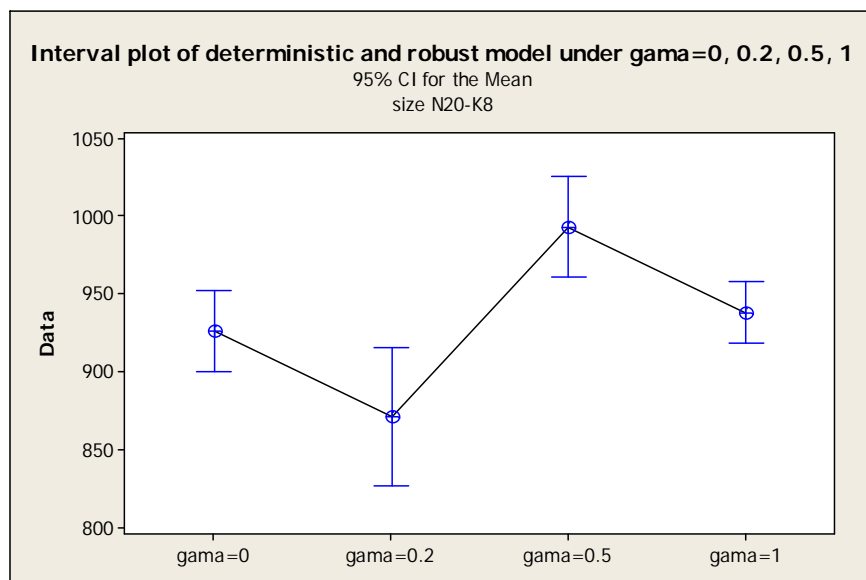 Interval plot of deterministic and robust model under gama=0, 0.2, 0.5, 1
95% CI for the Mean
size N20-K8
1050
1000
950
900
850
800
Data
gama=0 gama=0.2 gama=0.5 gama=1